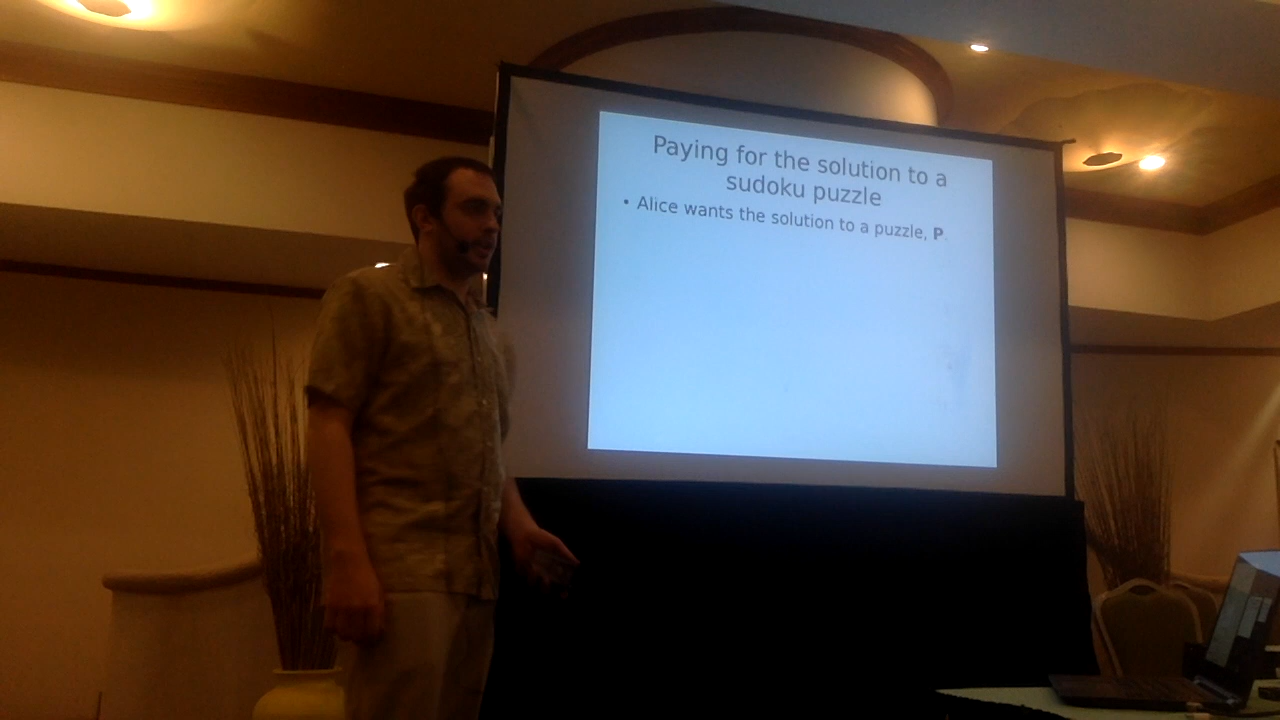 Paying for the solution to a
sudoku puzzle
• Alice wants the solution to a puzzle, P.